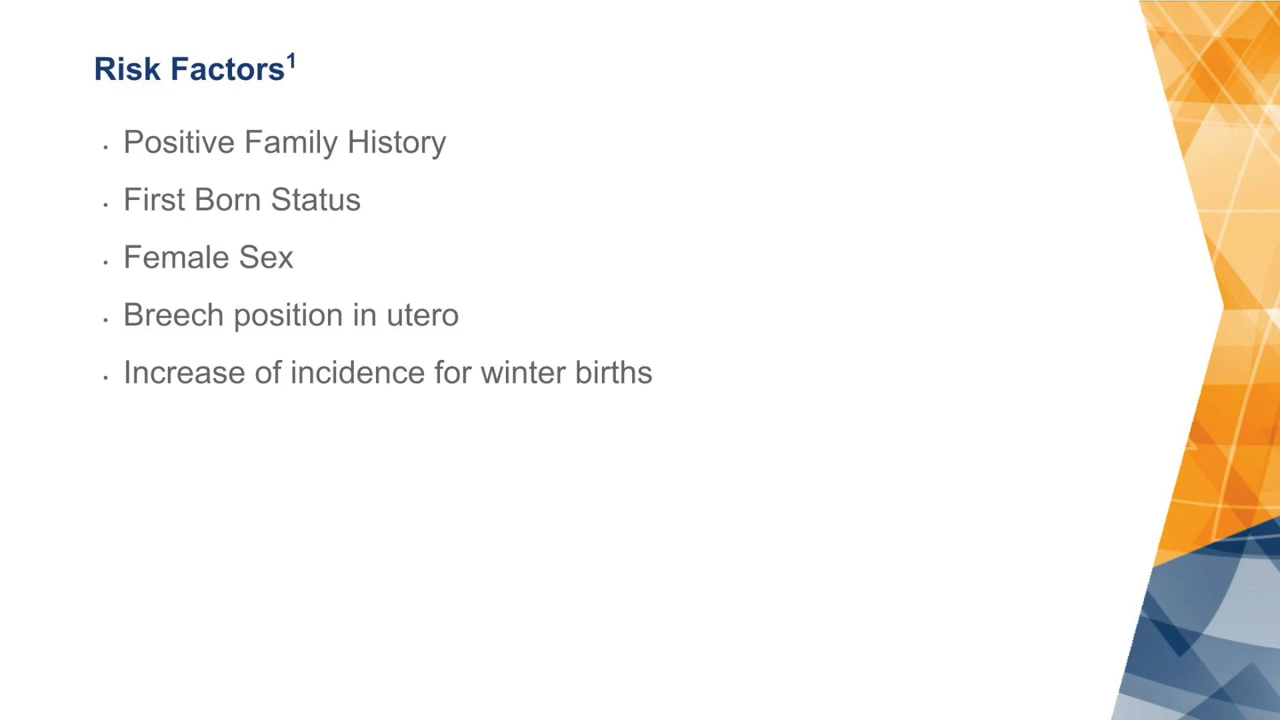 Risk Factors¹
• Positive Family History
• First Born Status
• Female Sex
• Breech position in utero
• Increase of incidence for winter births